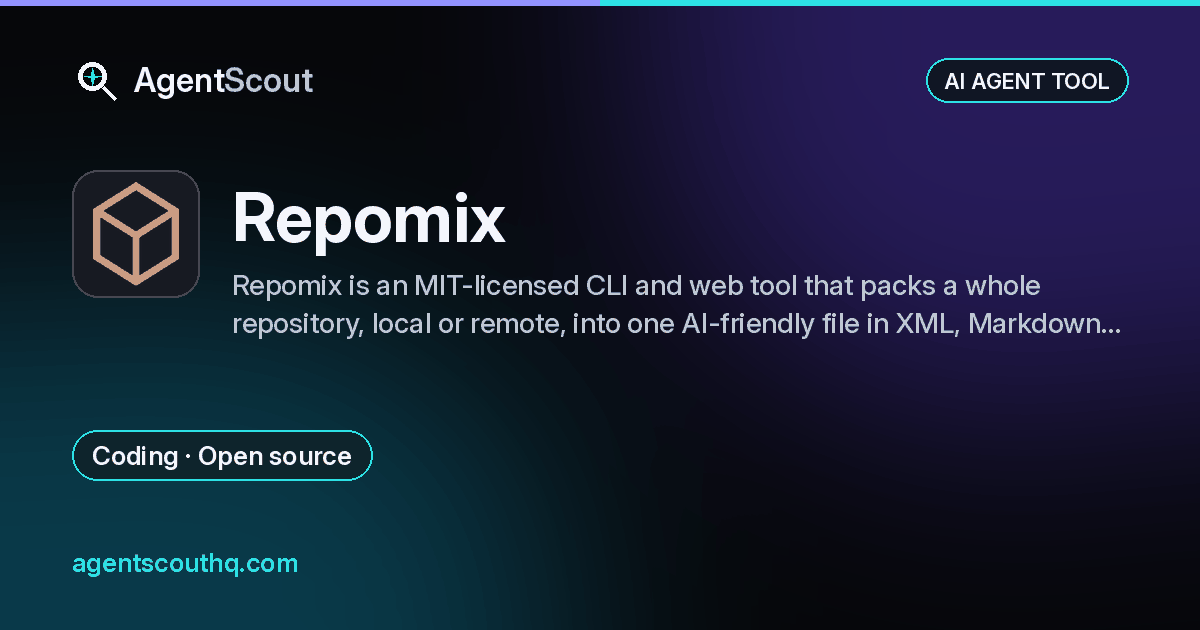 AgentScout
AI AGENT TOOL
Repomix
Repomix is an MIT-licensed CLI and web tool that packs a whole
repository, local or remote, into one AI-friendly file in XML, Markdown...
Coding · Open source
agentscouthq.com